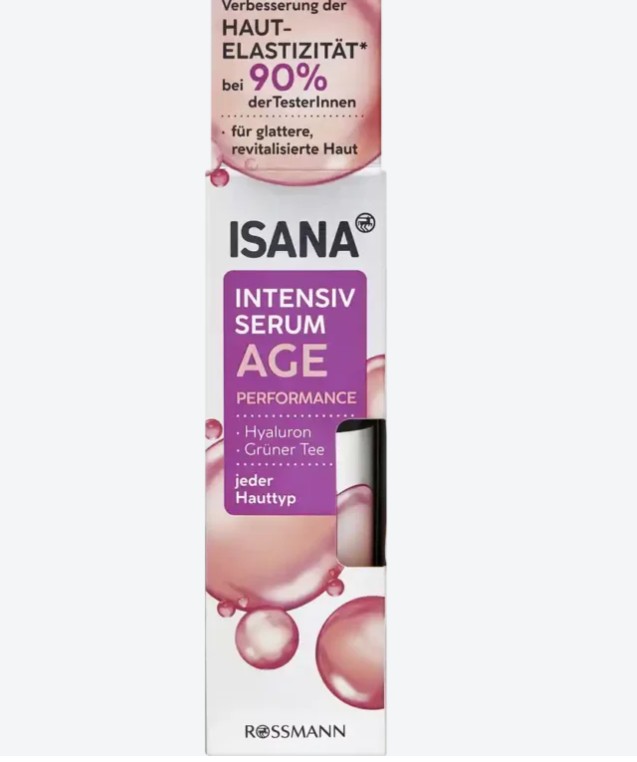 Verbesserung der
HAUT-
ELASTIZITÄT*
bei 90%
derTesterInnen
· für glattere,
revitalisierte Haut
ISANA
INTENSIV
SERUM
AGE
PERFORMANCE
· Hyaluron
· Grüner Tee
jeder
Hauttyp
ROSSMANN